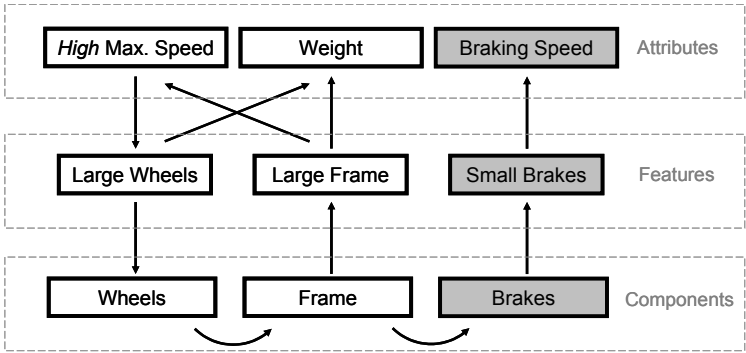 High Max. Speed Weight Braking Speed Attributes
Large Wheels Large Frame Small Brakes Features
Wheels Frame Brakes Components